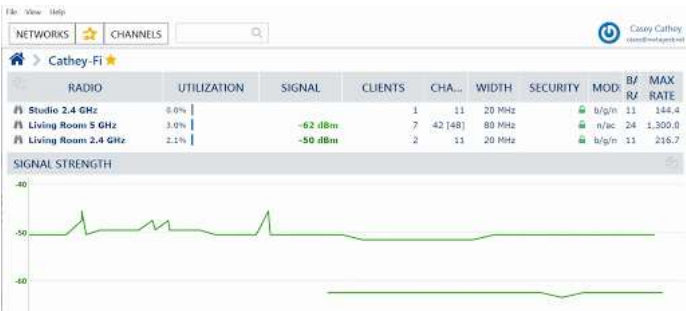 File View Help
NETWORKS CHANNELS
Casey Cathey
Cathey-Fi
RADIO UTILIZATION SIGNAL CLIENTS CHA... WIDTH SECURITY MOD B/ RA MAX RATE
Studio 2.4 GHz 0.0% 1 11 20 MHz b/g/n 11 144.4
Living Room 5 GHz 3.0% -62 dBm 7 42 [48] 80 MHz n/ac 24 1,300.0
Living Room 2.4 GHz 2.1% -50 dBm 2 11 20 MHz b/g/n 11 216.7
SIGNAL STRENGTH
-40
-50
-60